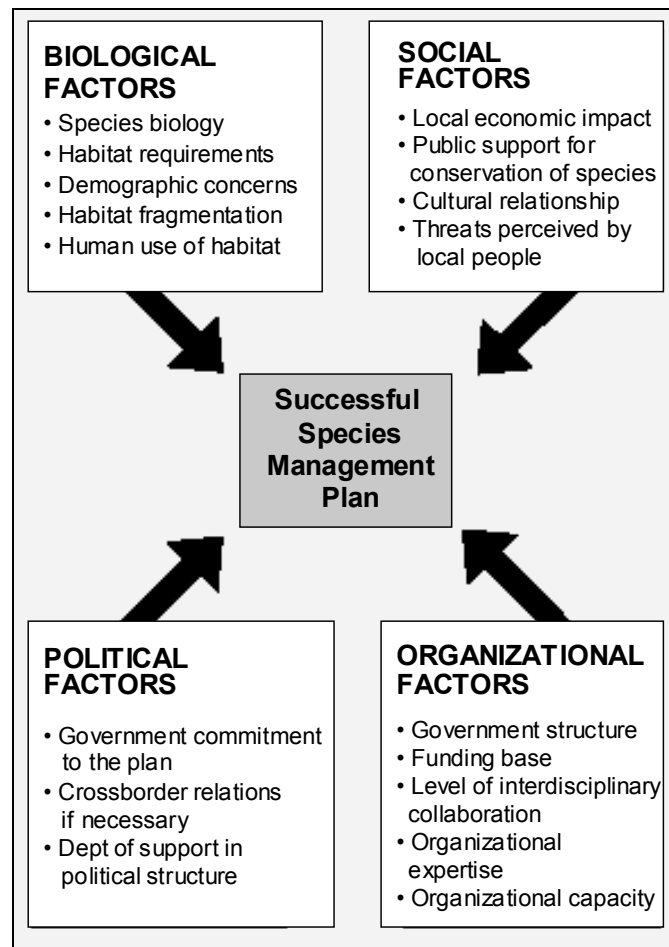 BIOLOGICAL
FACTORS
• Species biology
• Habitat requirements
• Demographic concerns
• Habitat fragmentation
• Human use of habitat
SOCIAL
FACTORS
• Local economic impact
• Public support for
conservation of species
• Cultural relationship
• Threats perceived by
local people
Successful
Species
Management
Plan
POLITICAL
FACTORS
• Government commitment
to the plan
• Crossborder relations
if necessary
• Dept of support in
political structure
ORGANIZATIONAL
FACTORS
• Government structure
• Funding base
• Level of interdisciplinary
collaboration
• Organizational
expertise
• Organizational capacity